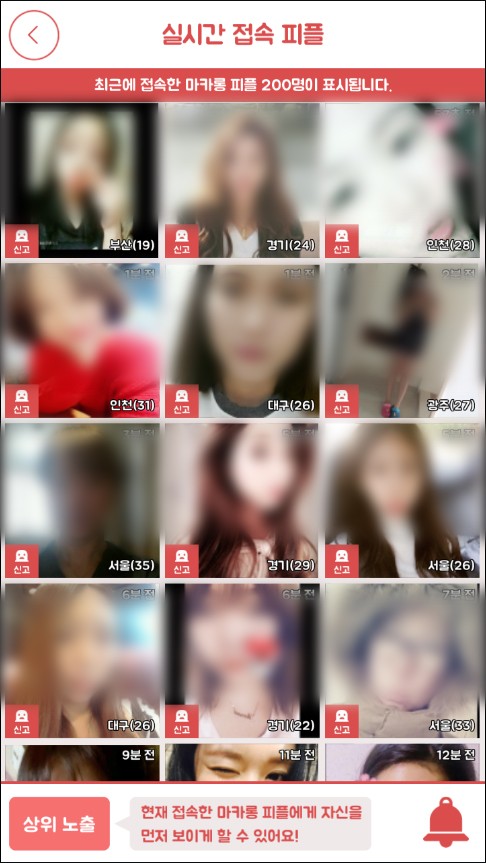 실시간 접속 피플
최근에 접속한 마카롱 피플 200명이 표시됩니다.
신고 부산(19)
신고 경기(24)
신고 인천(28)
1분 전
신고 인천(31)
1분 전
신고 대구(26)
신고 광주(27)
신고 서울(35)
신고 경기(29)
신고 서울(26)
6분 전
신고 대구(26)
6분 전
신고 경기(22)
7분 전
신고 서울(33)
9분 전
11분 전
12분 전
상위 노출
현재 접속한 마카롱 피플에게 자신을
먼저 보이게 할 수 있어요!